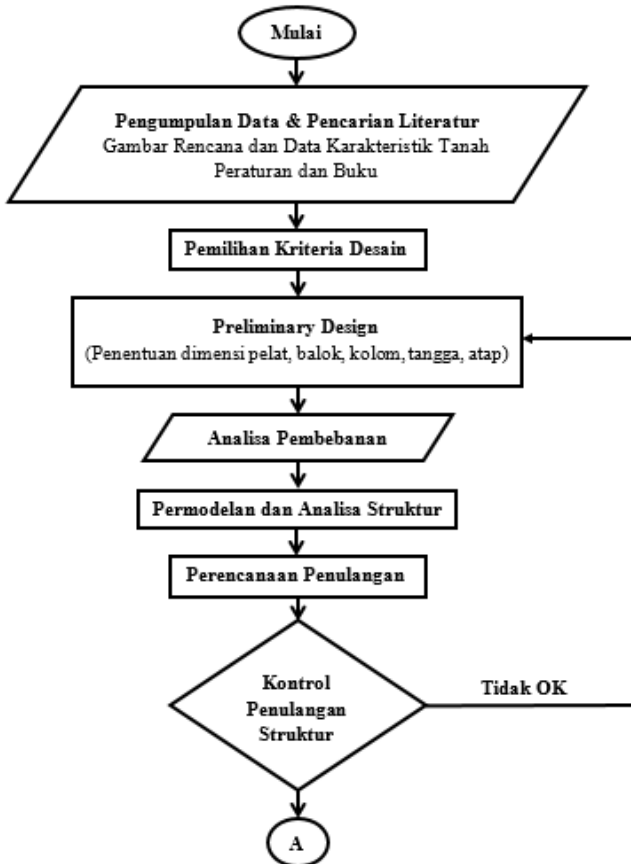 Mulai
Pengumpulan Data & Pencarian Literatur
Gambar Rencana dan Data Karakteristik Tanah
Peraturan dan Buku
Pemilihan Kriteria Desain
Preliminary Design
(Penentuan dimensi pelat, balok, kolom, tangga, atap)
Analisa Pembebanan
Permodelan dan Analisa Struktur
Perencanaan Penulangan
Kontrol
Penulangan
Struktur
Tidak OK
A